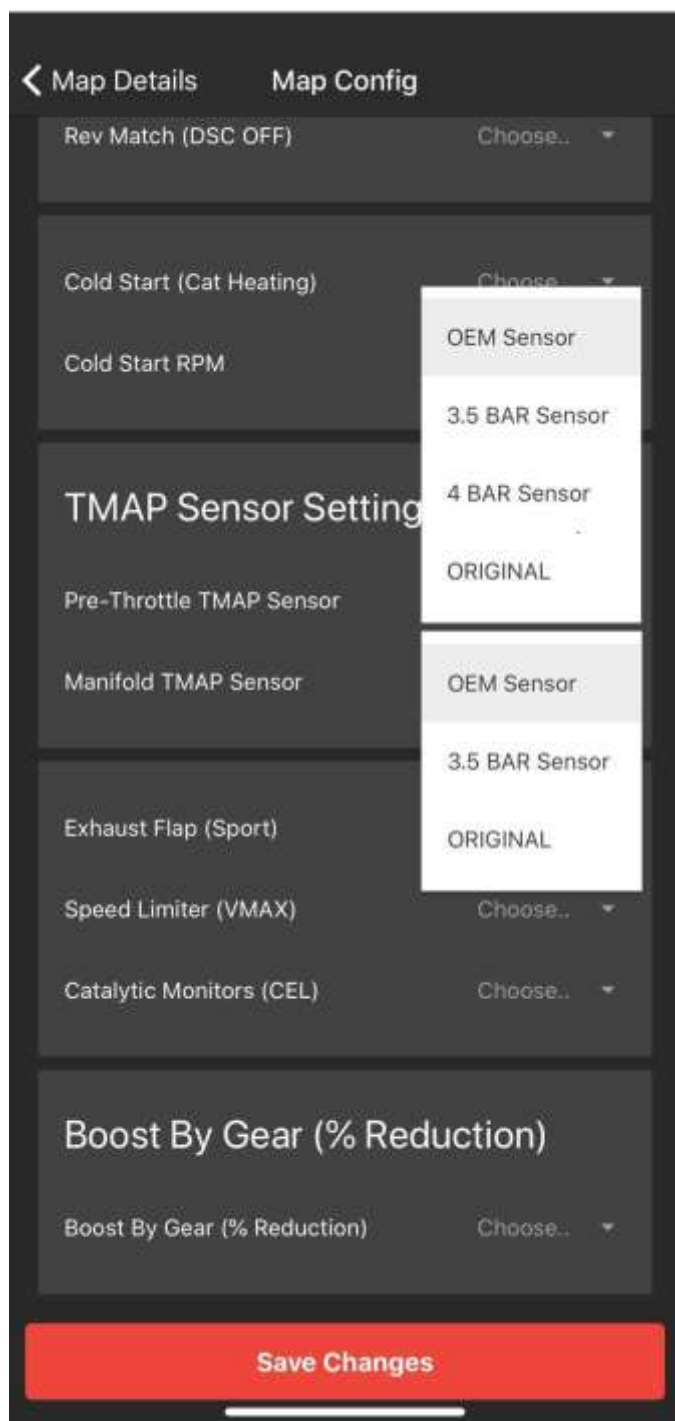 Map Details Map Config
Rev Match (DSC OFF) Choose..
Cold Start (Cat Heating) Choose
Cold Start RPM
OEM Sensor
3.5 BAR Sensor
4 BAR Sensor
ORIGINAL
TMAP Sensor Setting
Pre-Throttle TMAP Sensor
Manifold TMAP Sensor
OEM Sensor
3.5 BAR Sensor
ORIGINAL
Exhaust Flap (Sport)
Speed Limiter (VMAX) Choose..
Catalytic Monitors (CEL) Choose..
Boost By Gear (% Reduction)
Boost By Gear (% Reduction) Choose..
Save Changes